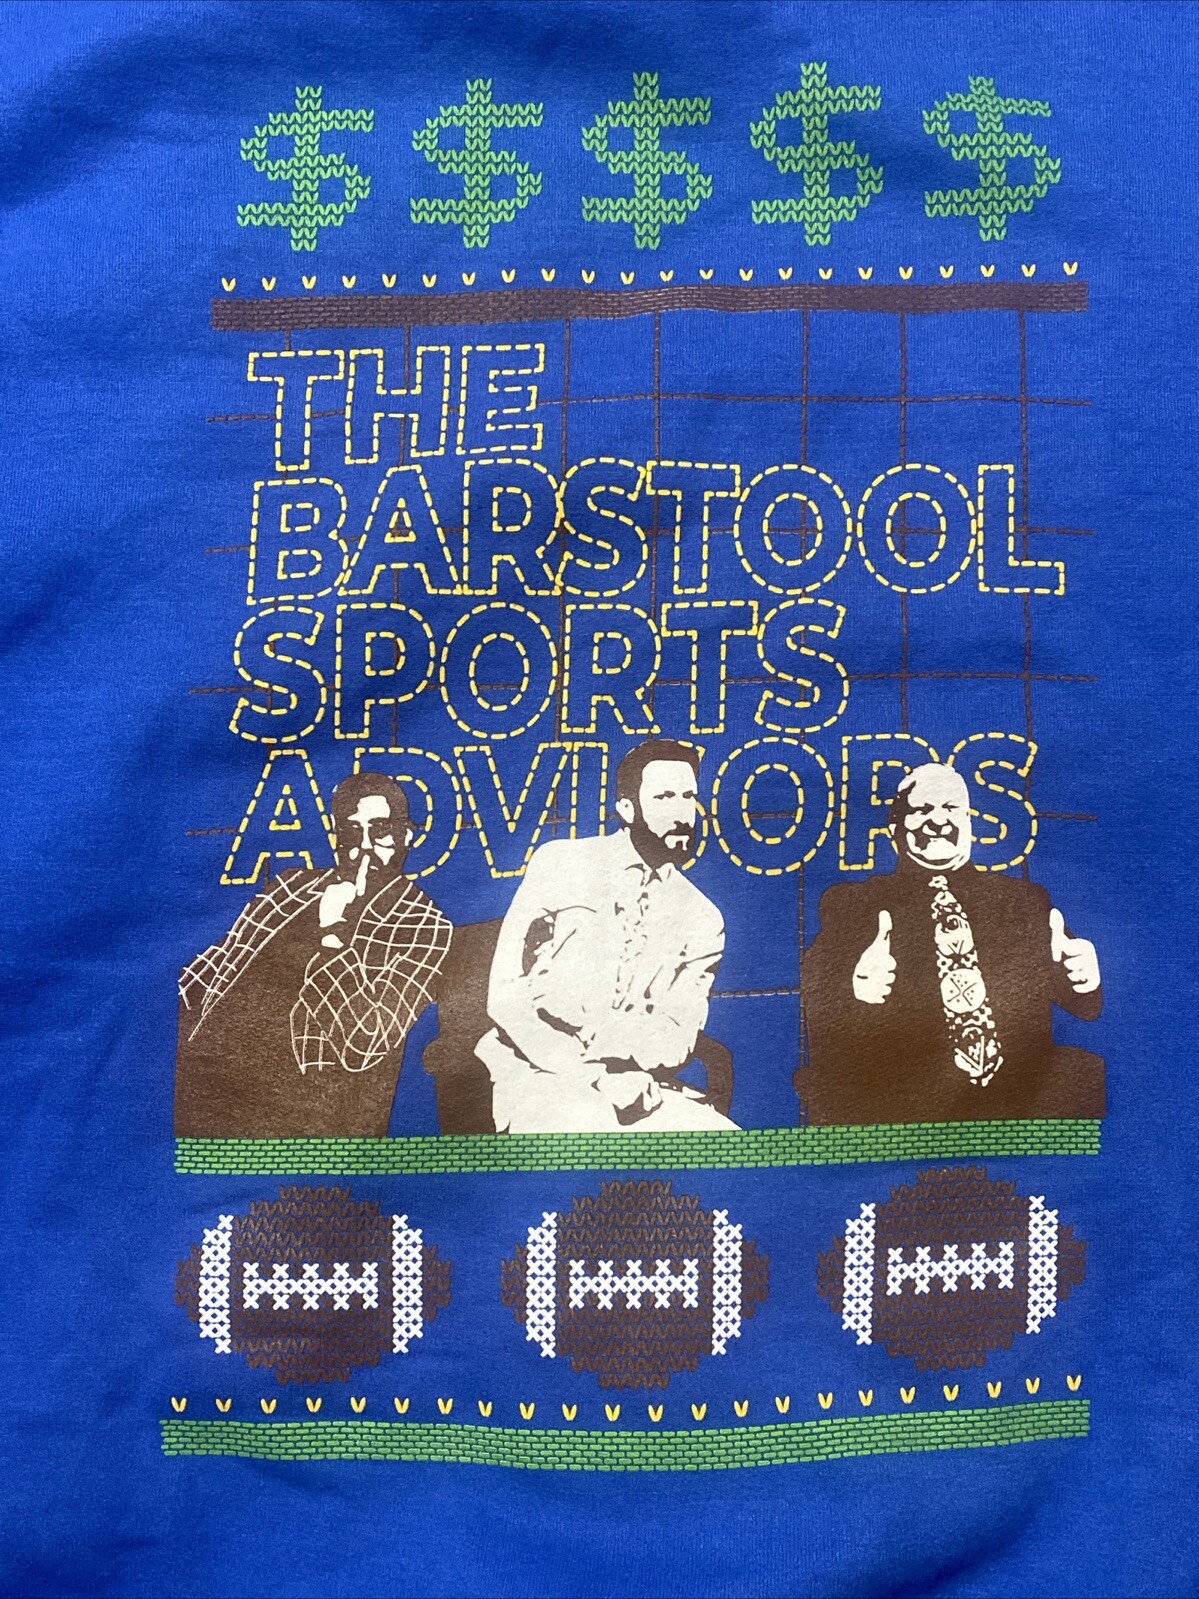 $ $ $ $ $
THE
BARSTOOL
SPORTS
ADVISORS